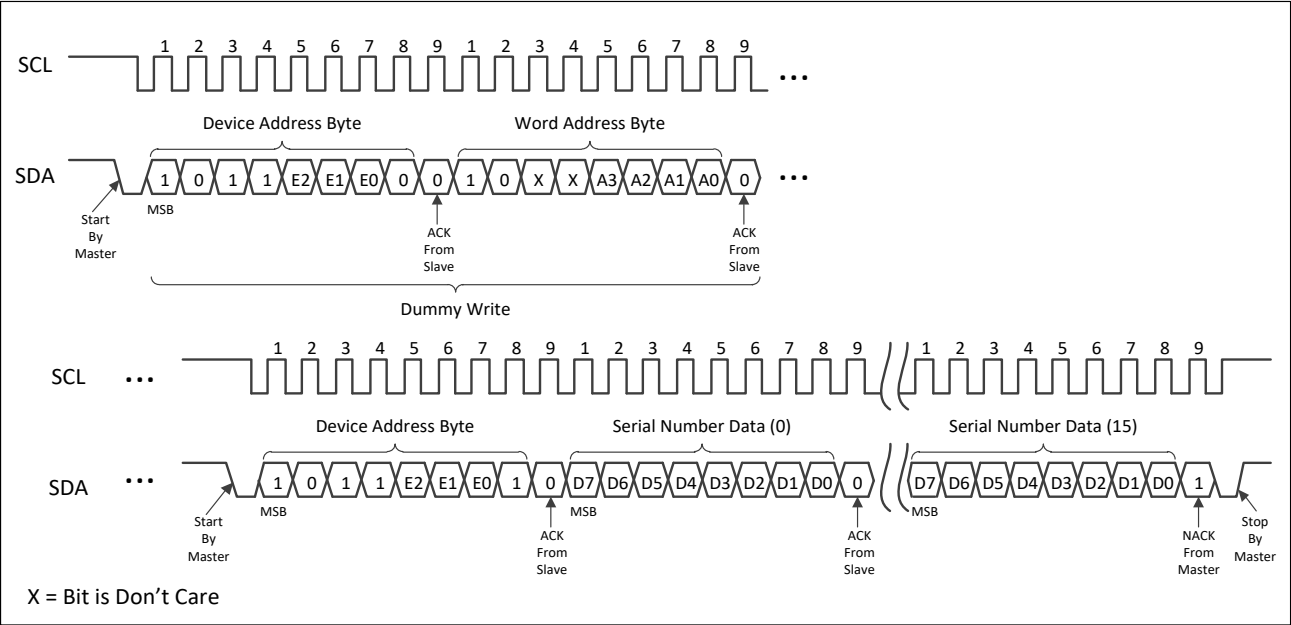 1 2 3 4 5 6 7 8 9 1 2 3 4 5 6 7 8 9
SCL ...
Device Address Byte Word Address Byte
SDA 1 0 1 1 E2 E1 E0 0 0 1 0 X X A3 A2 A1 A0 0 ...
MSB
Start
By
Master
ACK
From
Slave
ACK
From
Slave
Dummy Write
1 2 3 4 5 6 7 8 9 1 2 3 4 5 6 7 8 9 1 2 3 4 5 6 7 8 9
SCL ...
Device Address Byte Serial Number Data (0) Serial Number Data (15)
SDA ... 1 0 1 1 E2 E1 E0 1 0 D7 D6 D5 D4 D3 D2 D1 D0 0 D7 D6 D5 D4 D3 D2 D1 D0 1
MSB MSB MSB
Start
By
Master
ACK
From
Slave
ACK
From
Slave
NACK
From
Master
Stop
By
Master
X = Bit is Don’t Care